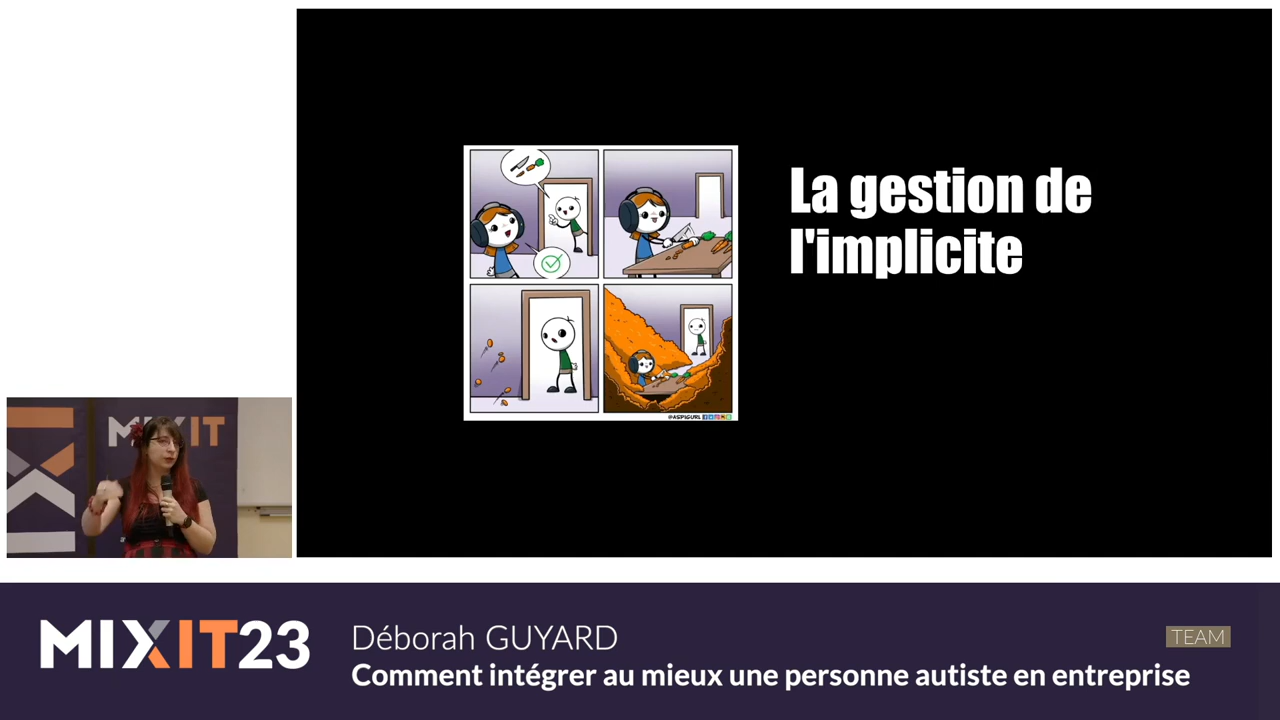 La gestion de
l'implicite
@ASPIGURL
MIXIT
MIXIT23
Déborah GUYARD
TEAM
Comment intégrer au mieux une personne autiste en entreprise